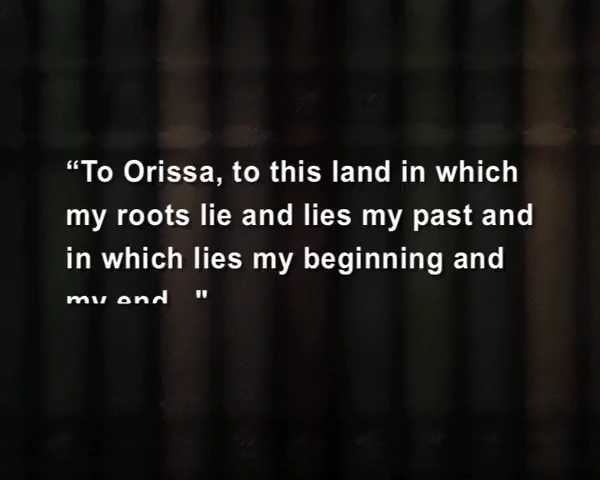 “To Orissa, to this land in which
my roots lie and lies my past and
in which lies my beginning and
my end   "